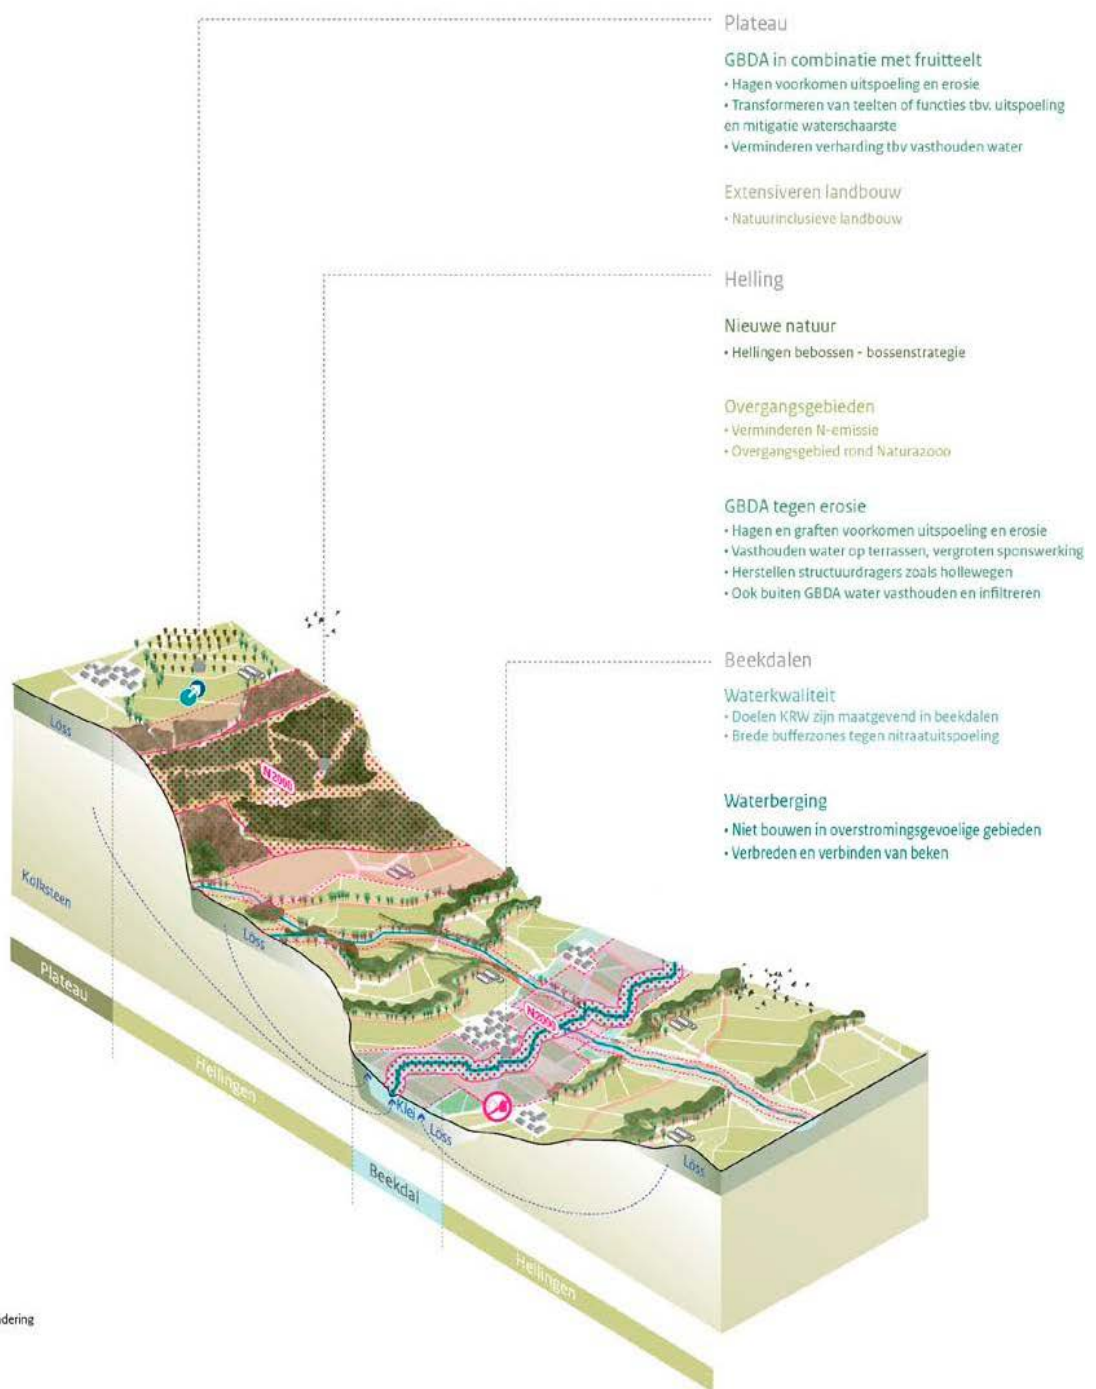 Plateau
GBDA in combinatie met fruitteelt
• Hagen voorkomen uitspoeling en erosie
• Transformeren van teelten of functies tbv. uitspoeling
en mitigatie waterschaarste
• Verminderen verharding tbv vasthouden water
Extensiveren landbouw
• Natuurinclusieve landbouw
Helling
Nieuwe natuur
• Hellingen bebossen - bossenstrategie
Overgangsgebieden
• Verminderen N-emissie
• Overgangsgebied rond Natura2000
GBDA tegen erosie
• Hagen en graften voorkomen uitspoeling en erosie
• Vasthouden water op terrassen, vergroten sponswerking
• Herstellen structuurdragers zoals hollewegen
• Ook buiten GBDA water vasthouden en infiltreren
Beekdalen
Waterkwaliteit
• Doelen KRW zijn maatgevend in beekdalen
• Brede bufferzones tegen nitraatuitspoeling
Waterberging
• Niet bouwen in overstromingsgevoelige gebieden
• Verbreden en verbinden van beken
Löss
N2000
Kalksteen
Löss
Plateau
N2000
Hellingen
Klei
Löss
Löss
Beekdal
Hellingen
dering